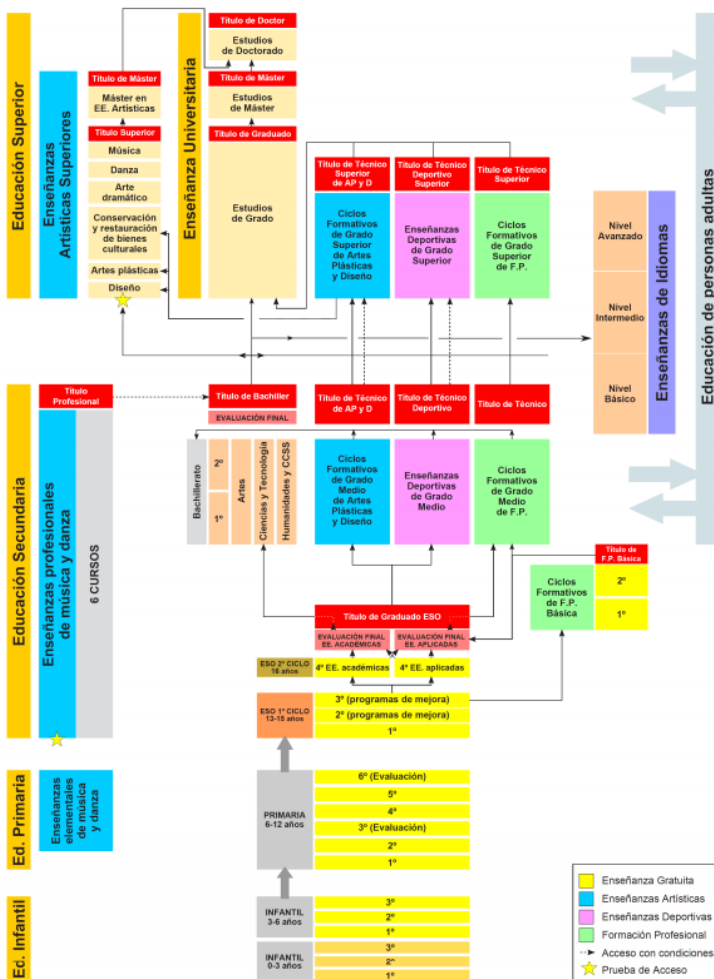 Educación Superior
Enseñanzas
Artísticas Superiores
Título de Máster
Máster en
EE. Artísticas
Título Superior
Música
Danza
Arte
dramático
Conservación
y restauración
de bienes
culturales
Artes plásticas
Diseño
Enseñanza Universitaria
Título de Doctor
Estudios
de Doctorado
Título de Máster
Estudios
de Máster
Título de Graduado
Estudios
de Grado
Título de Técnico
Superior
de AP y D
Ciclos
Formativos
de Grado
Superior
de Artes
Plásticas
y Diseño
Título de Técnico
Deportivo
Superior
Enseñanzas
Deportivas
de Grado
Superior
Título de Técnico
Superior
Ciclos
Formativos
de Grado
Superior
de F.P.
Nivel
Avanzado
Nivel
Intermedio
Nivel
Básico
Enseñanzas de Idiomas
Educación de personas adultas
Educación Secundaria
Título
Profesional
Enseñanzas profesionales
de música y danza
6 CURSOS
Título de Bachiller
EVALUACIÓN FINAL
Bachillerato
2º
1º
Artes
Ciencias y Tecnología
Humanidades y CCSS
Título de Técnico
de AP y D
Ciclos
Formativos
de Grado
Medio
de Artes
Plásticas
y Diseño
Título de Técnico
Deportivo
Enseñanzas
Deportivas
de Grado
Medio
Título de Técnico
Ciclos
Formativos
de Grado
Medio
de F.P.
Título de
F.P. Básica
Ciclos
Formativos
de F.P.
Básica
2º
1º
Título de Graduado ESO
EVALUACIÓN FINAL
EE. ACADÉMICAS
EVALUACIÓN FINAL
EE. APLICADAS
ESO 2º CICLO
16 años
4º EE. académicas
4º EE. aplicadas
ESO 1º CICLO
13-15 años
3º (programas de mejora)
2º (programas de mejora)
1º
Ed. Primaria
Enseñanzas
elementales
de música
y danza
PRIMARIA
6-12 años
6º (Evaluación)
5º
4º
3º (Evaluación)
2º
1º
Ed. Infantil
INFANTIL
3-6 años
3º
2º
1º
INFANTIL
0-3 años
3º
2º
1º
Enseñanza Gratuita
Enseñanzas Artísticas
Enseñanzas Deportivas
Formación Profesional
Acceso con condiciones
Prueba de Acceso